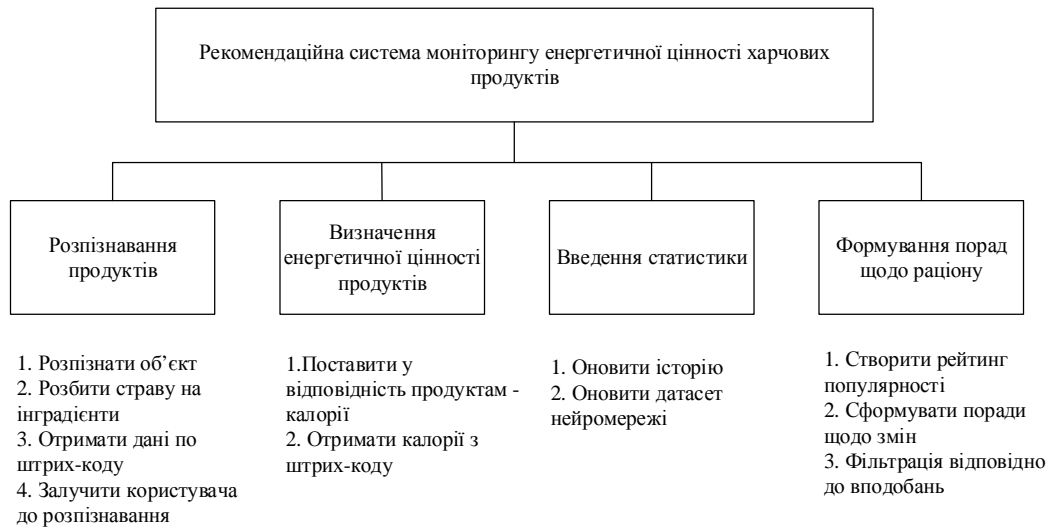 Рекомендаційна система моніторингу енергетичної цінності харчових
продуктів
Розпізнавання
продуктів
Визначення
енергетичної цінності
продуктів
Введення статистики
Формування порад
щодо раціону
1. Розпізнати об’єкт
2. Розбити страву на
інградієнти
3. Отримати дані по
штрих-коду
4. Залучити користувача
до розпізнавання
1.Поставити у
відповідність продуктам -
калорії
2. Отримати калорії з
штрих-коду
1. Оновити історію
2. Оновити датасет
нейромережі
1. Створити рейтинг
популярності
2. Сформувати поради
щодо змін
3. Фільтрація відповідно
до вподобань